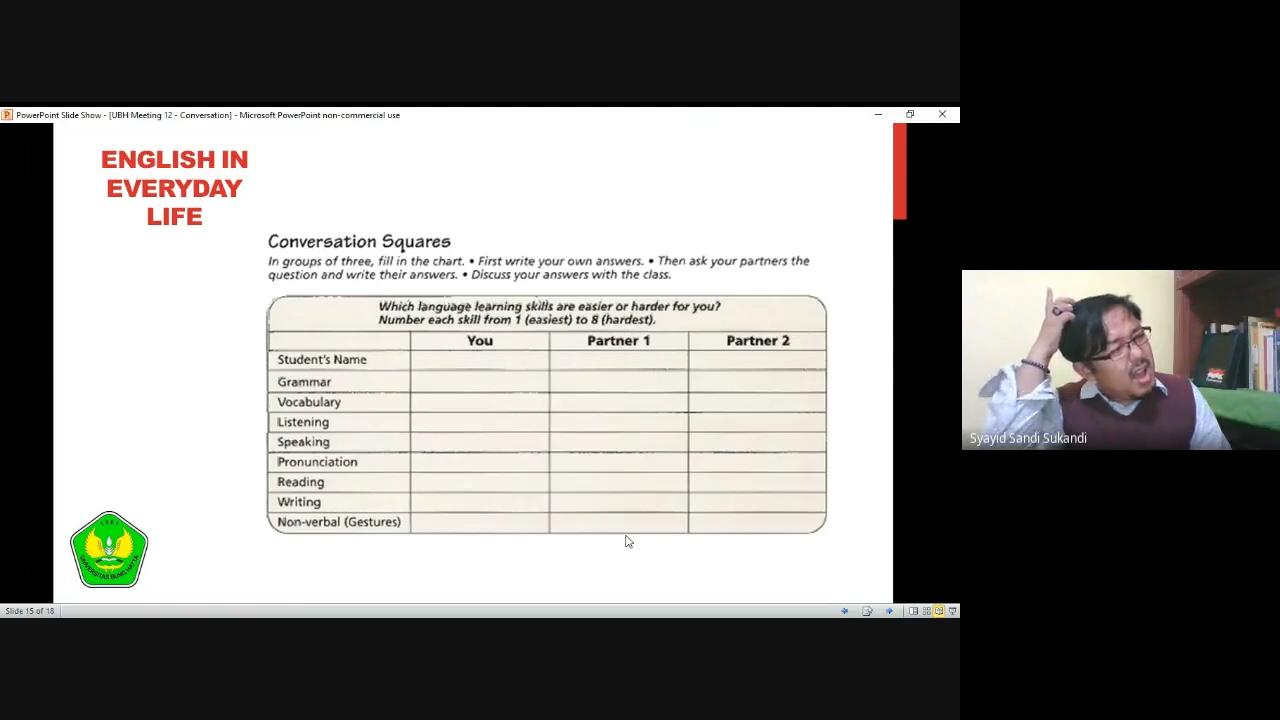 PowerPoint Slide Show - [UBH Meeting 12 - Conversation] - Microsoft PowerPoint non-commercial use
ENGLISH IN
EVERYDAY
LIFE
Conversation Squares
In groups of three, fill in the chart. • First write your own answers. • Then ask your partners the
question and write their answers. • Discuss your answers with the class.
Which language learning skills are easier or harder for you?
Number each skill from 1 (easiest) to 8 (hardest).
You Partner 1 Partner 2
Student's Name
Grammar
Vocabulary
Listening
Speaking
Pronunciation
Reading
Writing
Non-verbal (Gestures)
1981
UNIVERSITAS BUNG HATTA
Syayid Sandi Sukandi
Slide 15 of 18